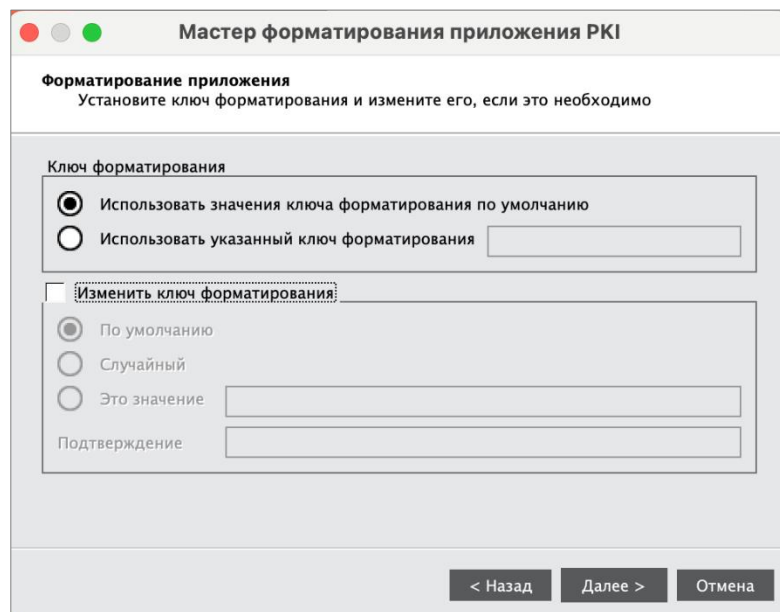 Мастер форматирования приложения PKI
Форматирование приложения
Установите ключ форматирования и измените его, если это необходимо
Ключ форматирования
Использовать значения ключа форматирования по умолчанию
Использовать указанный ключ форматирования
Изменить ключ форматирования
По умолчанию
Случайный
Это значение
Подтверждение
< Назад Далее > Отмена